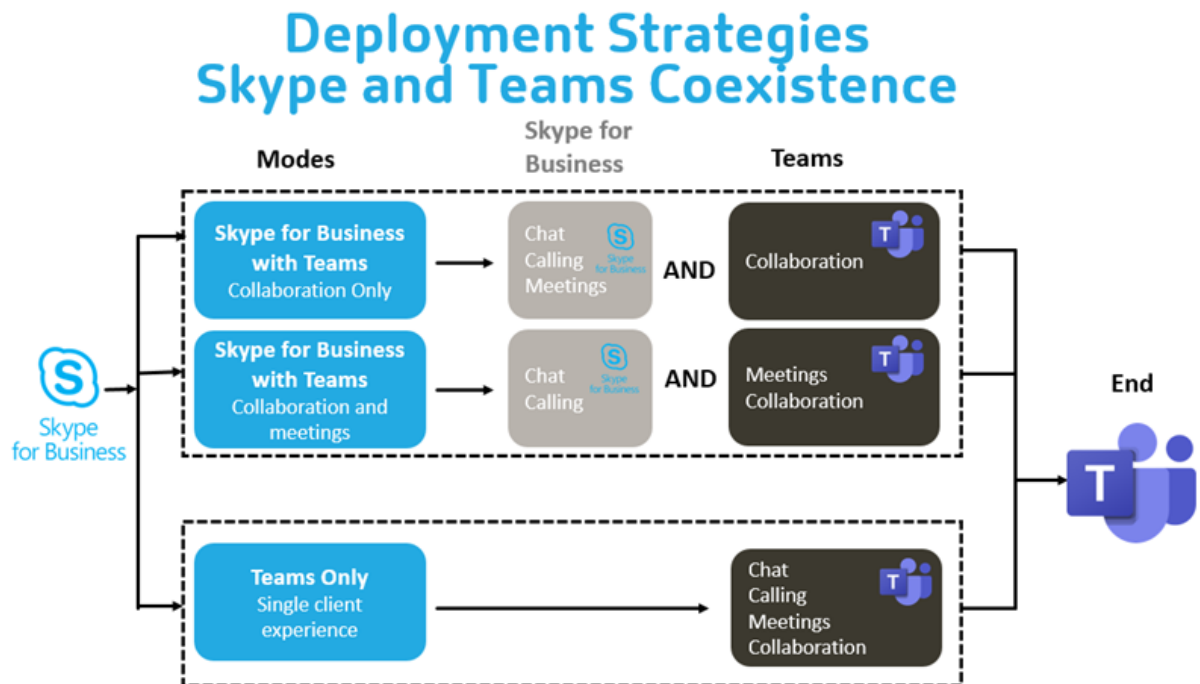 Deployment Strategies
Skype and Teams Coexistence
Modes
Skype for
Business
Teams
Skype for Business
with Teams
Collaboration Only
Chat
Calling
Meetings
S
Skype
for Business
AND
Collaboration
T
Skype for Business
with Teams
Collaboration and
meetings
Chat
Calling
S
Skype
for Business
AND
Meetings
Collaboration
T
S
Skype
for Business
End
T
Teams Only
Single client
experience
Chat
Calling
Meetings
Collaboration
T